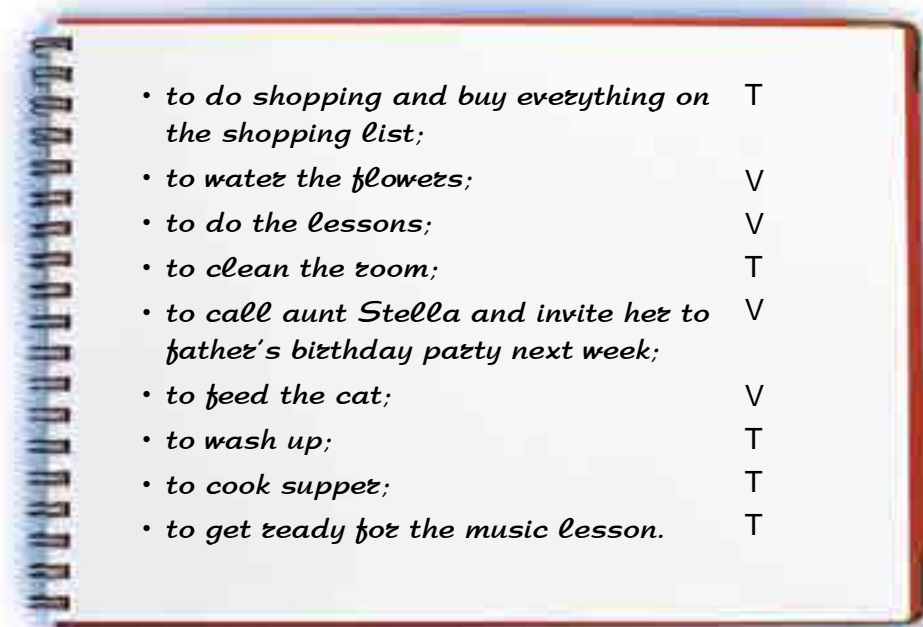 • to do shopping and buy everything on T
the shopping list;
• to water the flowers; V
• to do the lessons; V
• to clean the room; T
• to call aunt Stella and invite her to V
father's birthday party next week;
• to feed the cat; V
• to wash up; T
• to cook supper; T
• to get ready for the music lesson. T